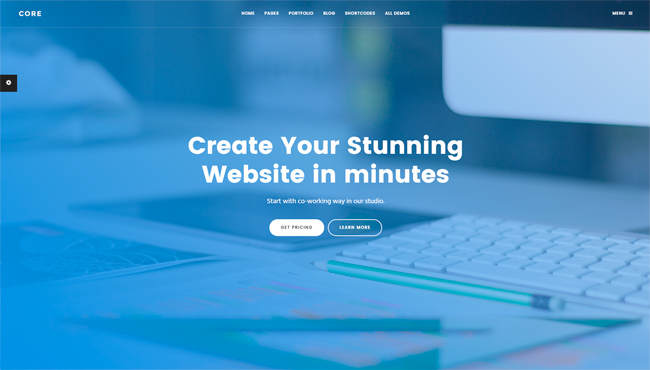 CORE
HOME PAGES PORTFOLIO BLOG SHORTCODES ALL DEMOS
MENU
Create Your Stunning
Website in minutes
Start with co-working way in our studio.
GET PRICING LEARN MORE